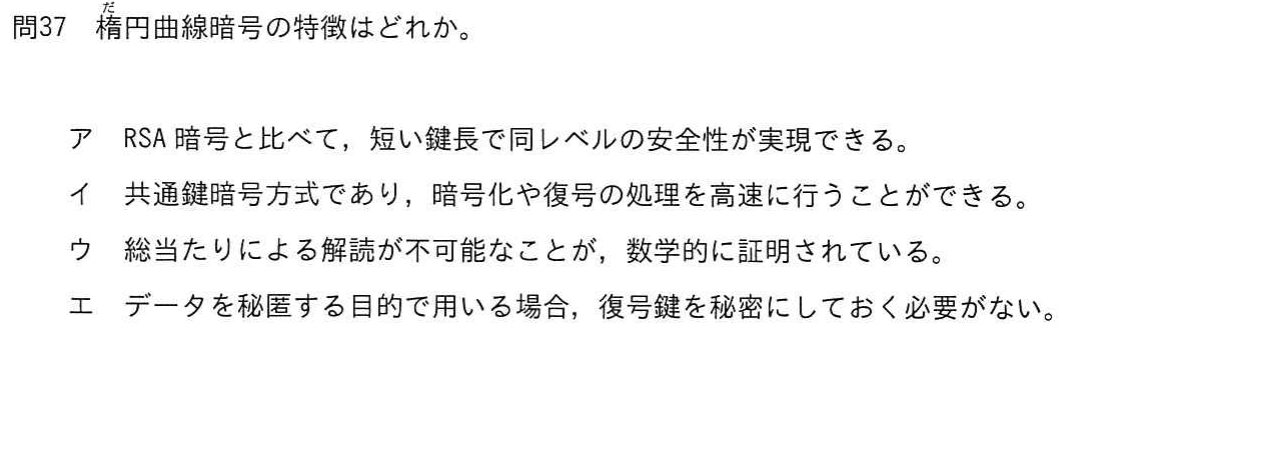 問37 楕円曲線暗号の特徴はどれか。
ア RSA 暗号と比べて，短い鍵長で同レベルの安全性が実現できる。
イ 共通鍵暗号方式であり，暗号化や復号の処理を高速に行うことができる。
ウ 総当たりによる解読が不可能なことが，数学的に証明されている。
エ データを秘匿する目的で用いる場合，復号鍵を秘密にしておく必要がない。